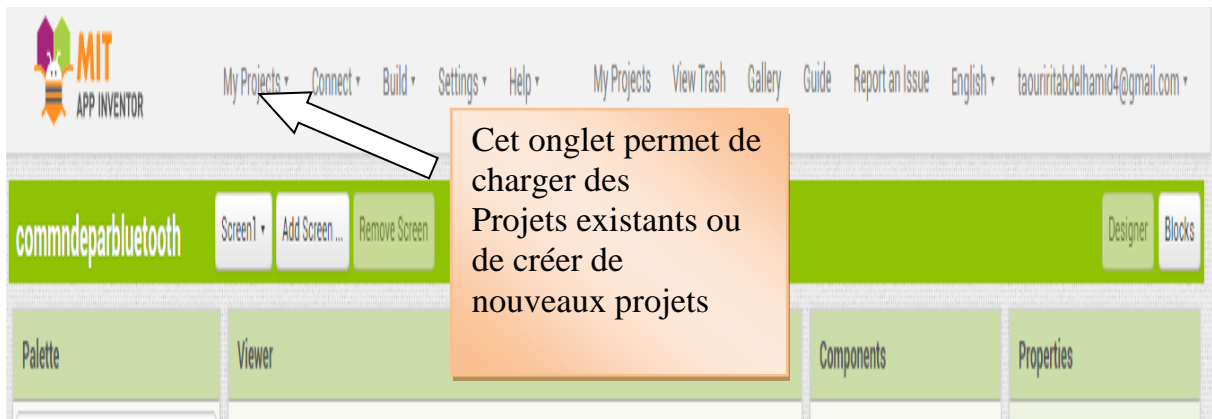 MIT
APP INVENTOR
My Projects Connect Build Settings Help My Projects View Trash Gallery Guide Report an Issue English taouriritabdelhamid4@gmail.com
Cet onglet permet de
charger des
Projets existants ou
de créer de
nouveaux projets
commndeparbluetooth Screen1 Add Screen ... Remove Screen Designer Blocks
Palette Viewer Components Properties